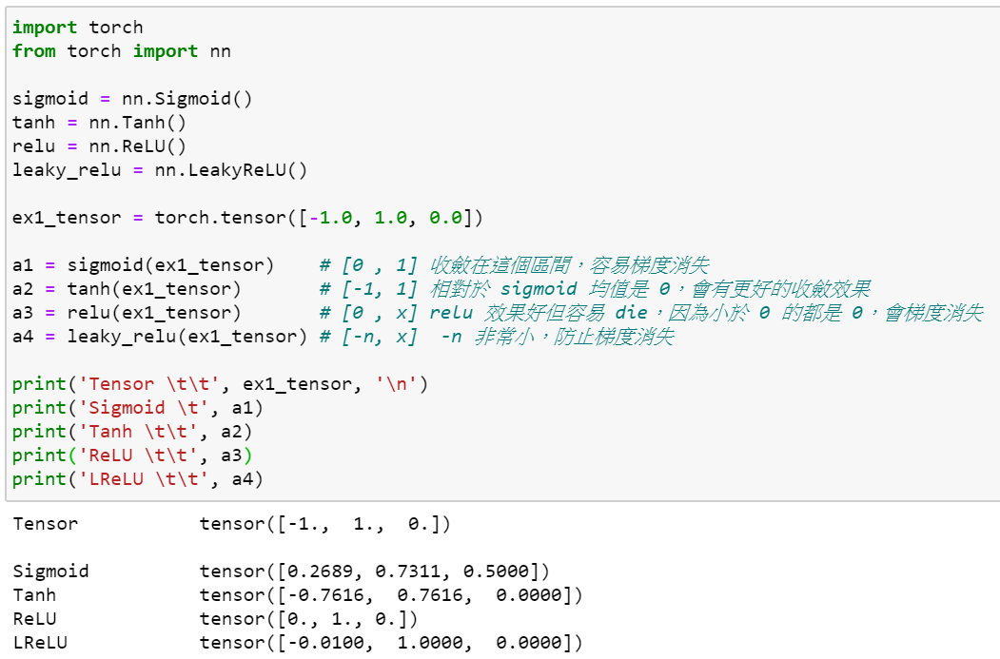 import torch
from torch import nn
sigmoid = nn.Sigmoid()
tanh = nn.Tanh()
relu = nn.ReLU()
leaky_relu = nn.LeakyReLU()
ex1_tensor = torch.tensor([-1.0, 1.0, 0.0])
a1 = sigmoid(ex1_tensor)    # [0 , 1] 收斂在這個區間，容易梯度消失
a2 = tanh(ex1_tensor)       # [-1, 1] 相對於 sigmoid 均值是 0，會有更好的收斂效果
a3 = relu(ex1_tensor)       # [0 , x] relu 效果好但容易 die，因為小於 0 的都是 0，會梯度消失
a4 = leaky_relu(ex1_tensor) # [-n, x]  -n 非常小，防止梯度消失
print('Tensor \t\t', ex1_tensor, '\n')
print('Sigmoid \t', a1)
print('Tanh \t\t', a2)
print('ReLU \t\t', a3)
print('LReLU \t\t', a4)
Tensor           tensor([-1.,  1.,  0.])
Sigmoid          tensor([0.2689, 0.7311, 0.5000])
Tanh             tensor([-0.7616,  0.7616,  0.0000])
ReLU             tensor([0., 1., 0.])
LReLU            tensor([-0.0100,  1.0000,  0.0000])